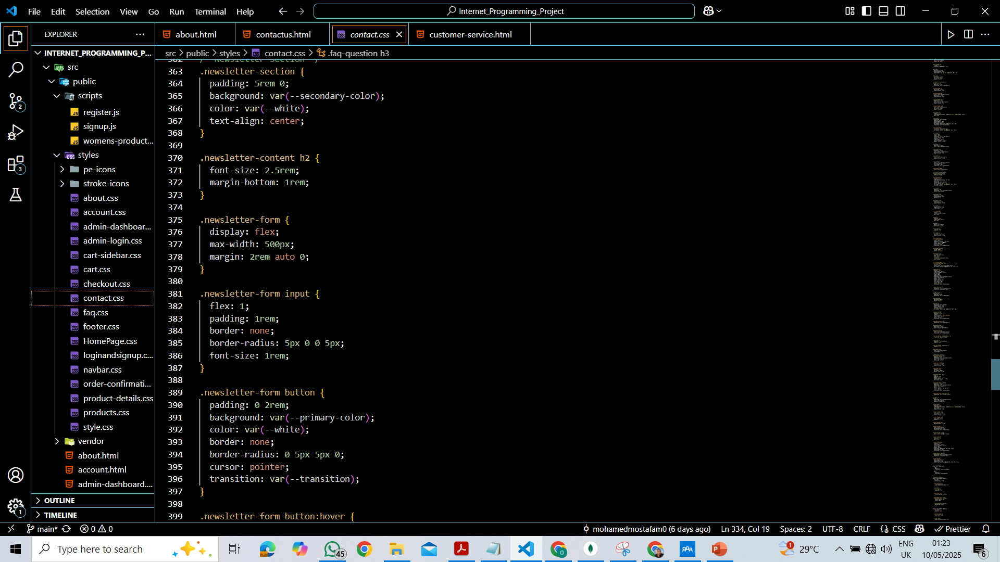 File Edit Selection View Go Run Terminal Help
Internet_Programming_Project
EXPLORER
about.html
contactus.html
contact.css
customer-service.html
INTERNET_PROGRAMMING_P...
src > public > styles > contact.css > .faq-question h3
src
public
scripts
register.js
signup.js
womens-product...
styles
pe-icons
stroke-icons
about.css
account.css
admin-dashboar...
admin-login.css
cart-sidebar.css
cart.css
checkout.css
contact.css
faq.css
footer.css
HomePage.css
loginandsignup.c...
navbar.css
order-confirmati...
product-details.css
products.css
style.css
vendor
about.html
account.html
admin-dashboard....
OUTLINE
TIMELINE
2
3
1
362 /* Newsletter Section */
363 .newsletter-section {
364 padding: 5rem 0;
365 background: var(--secondary-color);
366 color: var(--white);
367 text-align: center;
368 }
369
370 .newsletter-content h2 {
371 font-size: 2.5rem;
372 margin-bottom: 1rem;
373 }
374
375 .newsletter-form {
376 display: flex;
377 max-width: 500px;
378 margin: 2rem auto 0;
379 }
380
381 .newsletter-form input {
382 flex: 1;
383 padding: 1rem;
384 border: none;
385 border-radius: 5px 0 0 5px;
386 font-size: 1rem;
387 }
388
389 .newsletter-form button {
390 padding: 0 2rem;
391 background: var(--primary-color);
392 color: var(--white);
393 border: none;
394 border-radius: 0 5px 5px 0;
395 cursor: pointer;
396 transition: var(--transition);
397 }
398
399 .newsletter-form button:hover {
main* 0 0 mohamedmostafam0 (6 days ago) Ln 334, Col 19 Spaces: 2 UTF-8 CRLF CSS Prettier
Type here to search
45
1
29°C
ENG
UK
01:23
10/05/2025
6